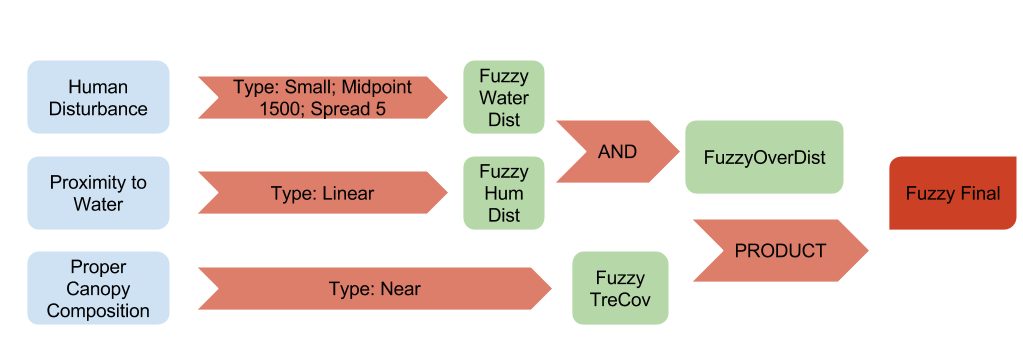 Human
Disturbance
Type: Small; Midpoint
1500; Spread 5
Fuzzy
Water
Dist
Proximity to
Water
Type: Linear
Fuzzy
Hum
Dist
AND
FuzzyOverDist
Proper
Canopy
Composition
Type: Near
Fuzzy
TreCov
PRODUCT
Fuzzy Final